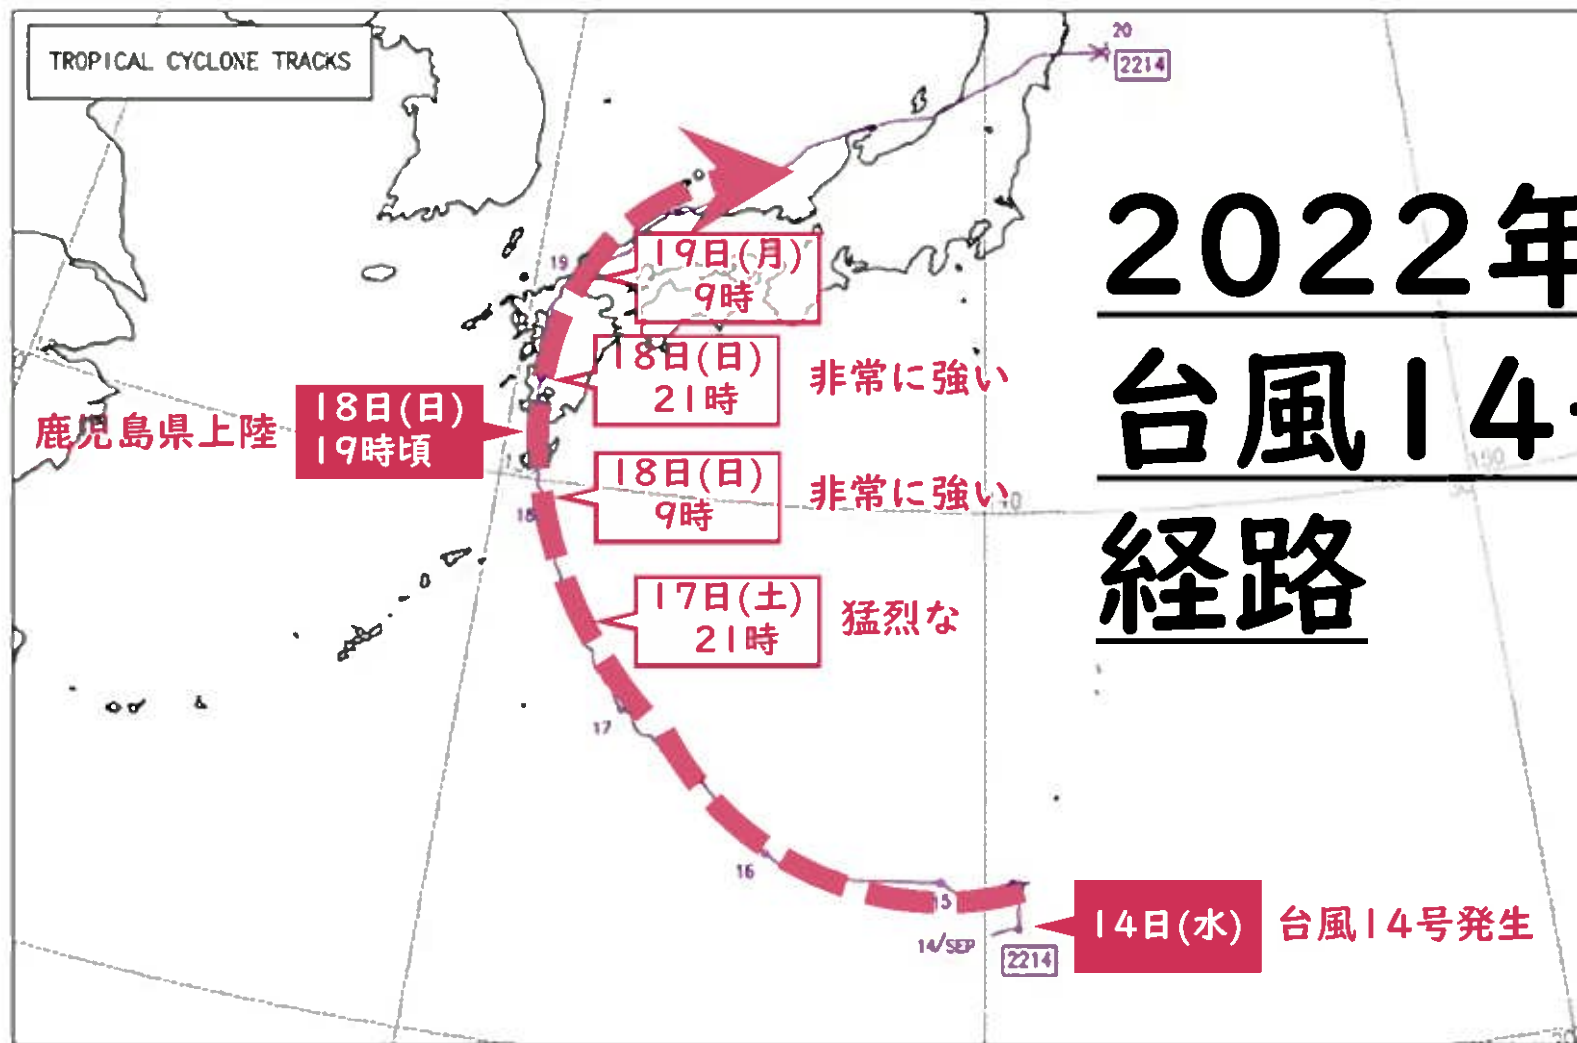 TROPICAL CYCLONE TRACKS
20
2214
2022年
台風14
経路
19
19日(月)
9時
18日(日)
21時
非常に強い
鹿児島県上陸
18日(日)
19時頃
18日(日)
9時
非常に強い
18
17日(土)
21時
猛烈な
17
16
15
14/SEP
2214
14日(水)
台風14号発生